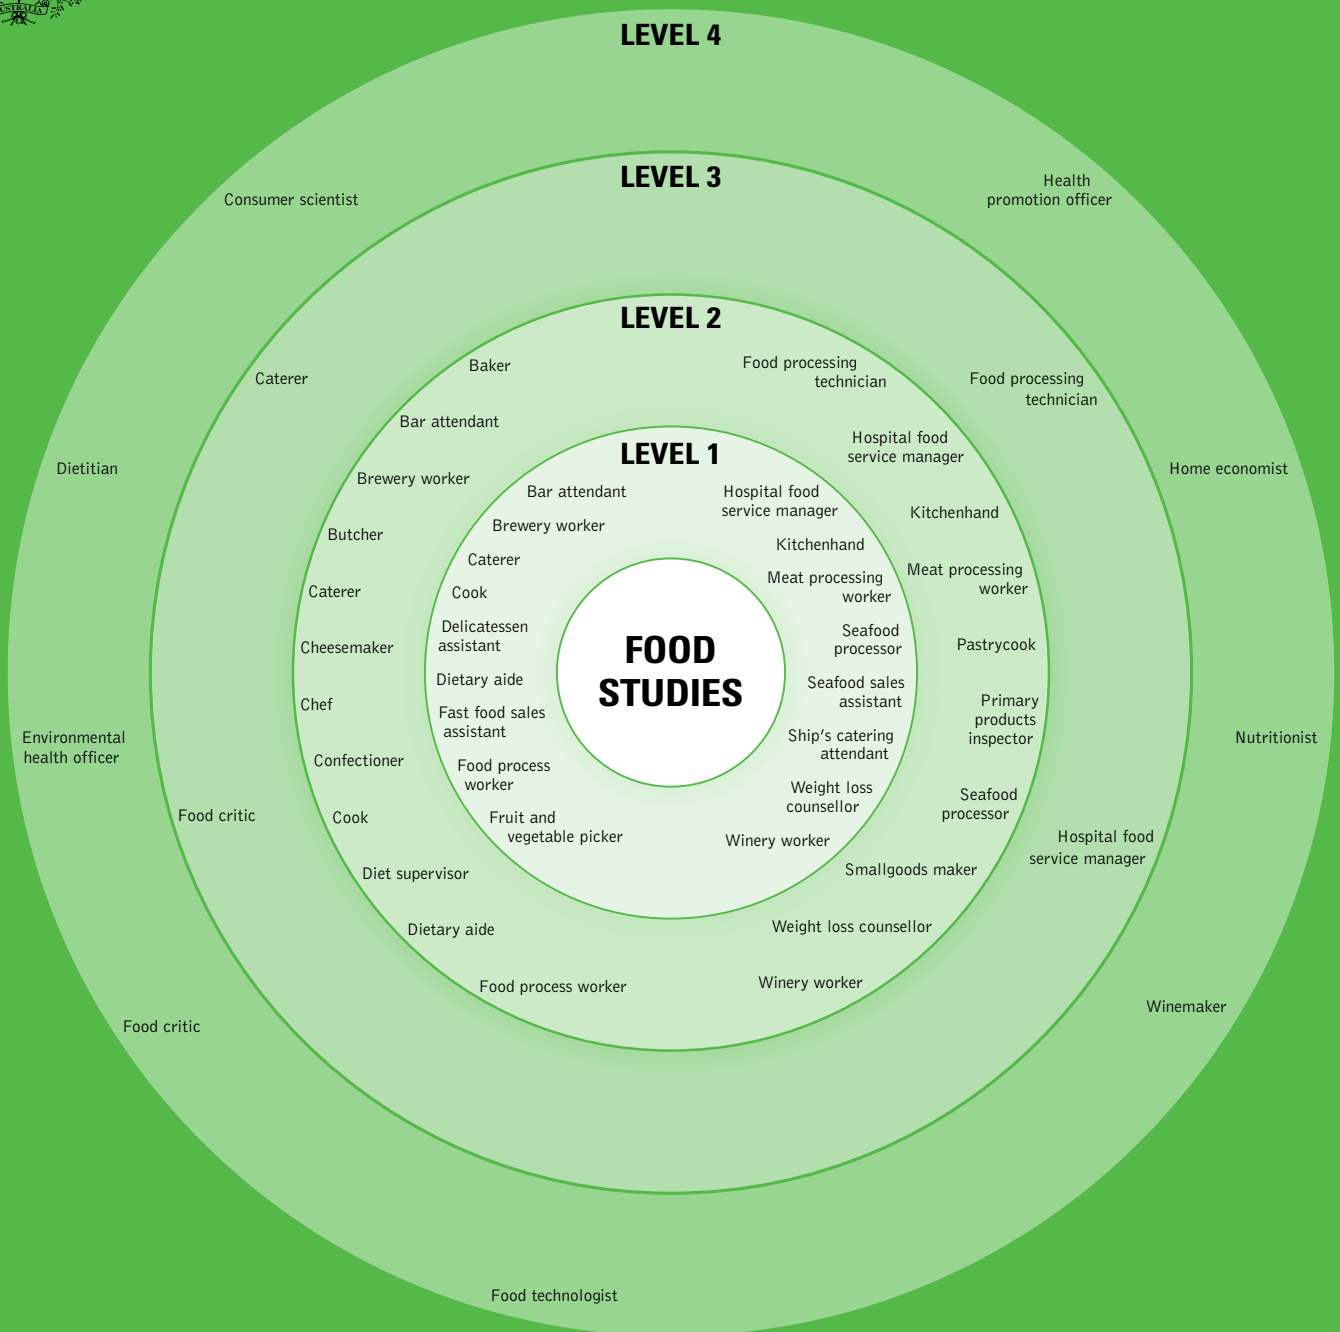 AUSTRALIA
LEVEL 4
Consumer scientist
Dietitian
Environmental
health officer
Food critic
Food technologist
Health
promotion officer
Home economist
Nutritionist
Winemaker
LEVEL 3
Caterer
Food critic
Food processing
technician
Hospital food
service manager
LEVEL 2
Baker
Bar attendant
Brewery worker
Butcher
Caterer
Cheesemaker
Chef
Confectioner
Cook
Diet supervisor
Dietary aide
Food process worker
Food processing
technician
Hospital food
service manager
Kitchenhand
Meat processing
worker
Pastrycook
Primary
products
inspector
Seafood
processor
Smallgoods maker
Weight loss counsellor
Winery worker
LEVEL 1
Bar attendant
Brewery worker
Caterer
Cook
Delicatessen
assistant
Dietary aide
Fast food sales
assistant
Food process
worker
Fruit and
vegetable picker
Hospital food
service manager
Kitchenhand
Meat processing
worker
Seafood
processor
Seafood sales
assistant
Ship's catering
attendant
Weight loss
counsellor
Winery worker
FOOD
STUDIES